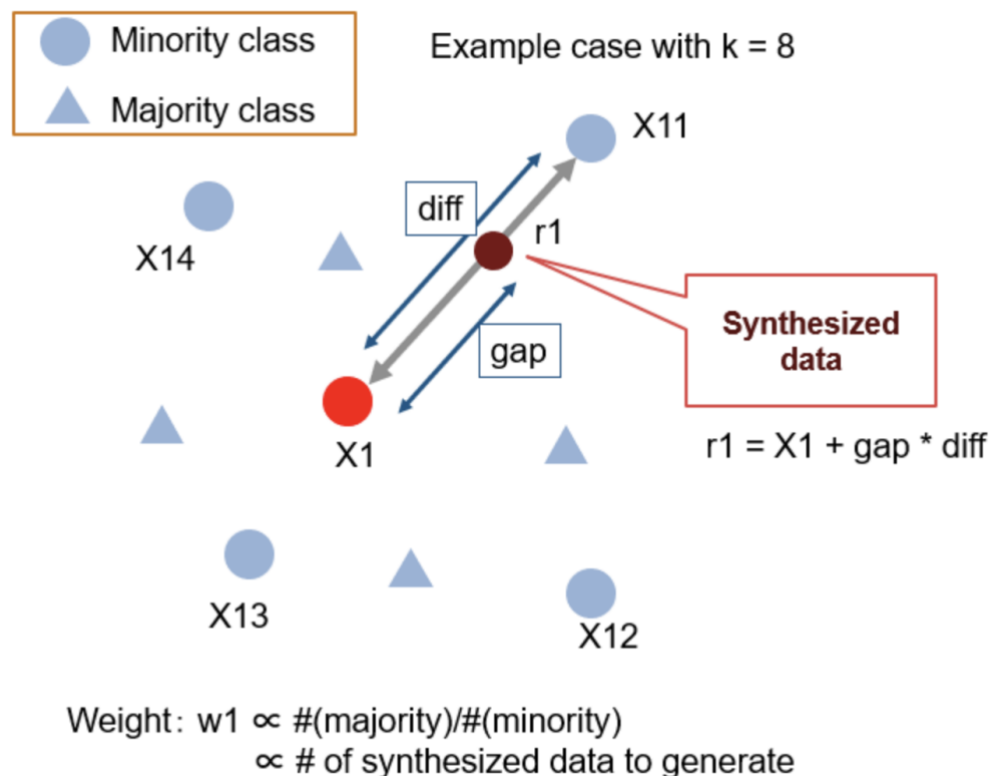 Minority class
Majority class
Example case with k = 8
X11
diff
r1
X14
Synthesized
data
gap
X1
r1 = X1 + gap * diff
X13
X12
Weight: w1 ∝ #(majority)/#(minority)
∝ # of synthesized data to generate